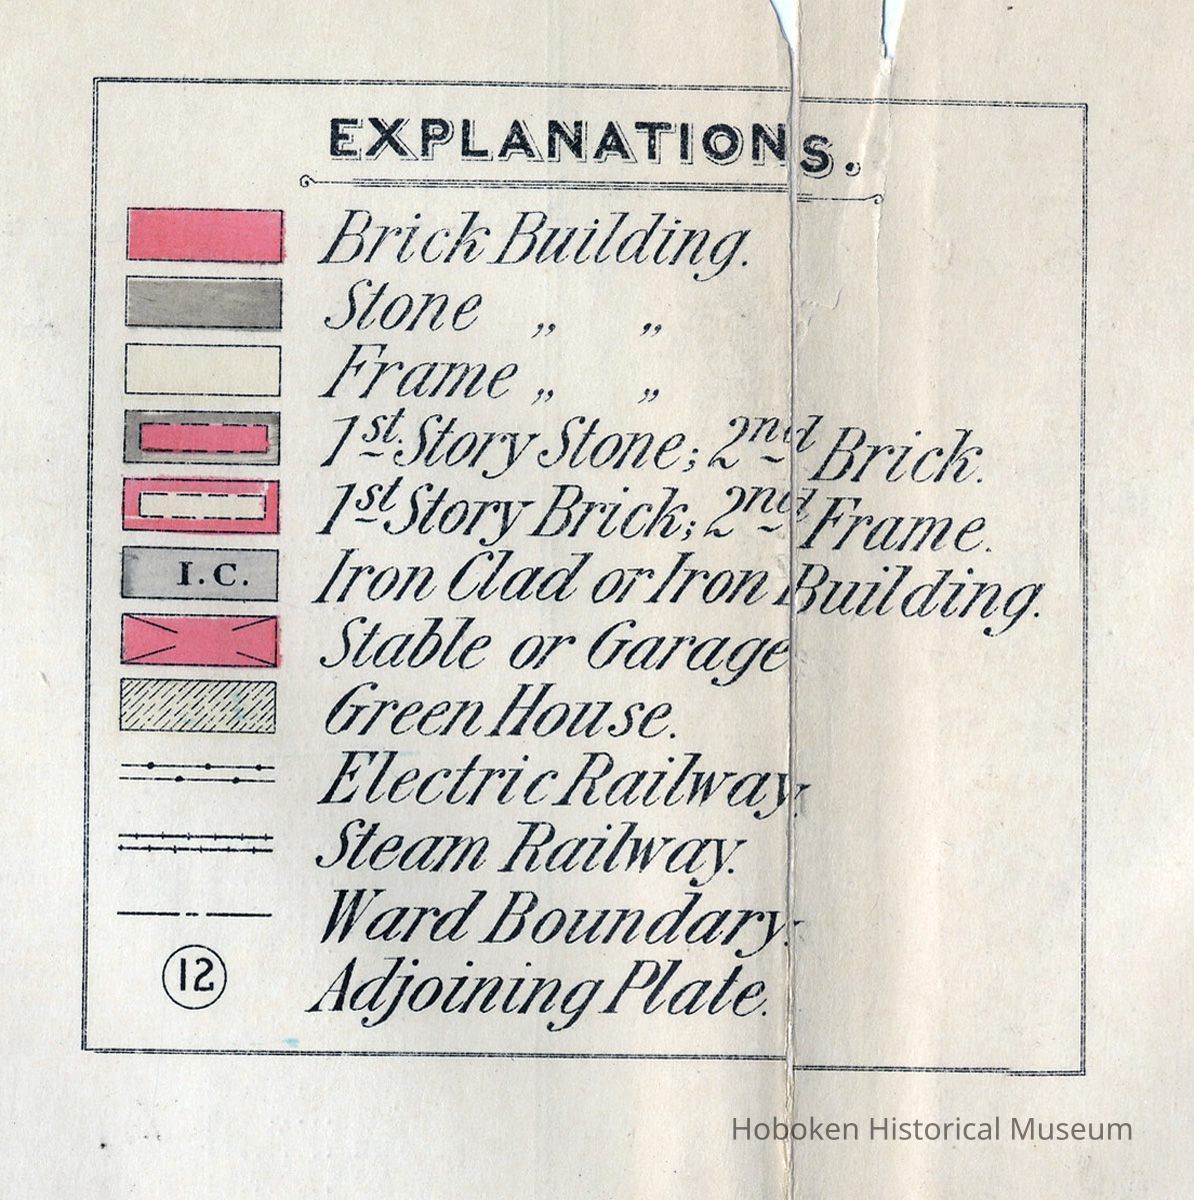 EXPLANATIONS.
Brick Building.
Stone „ „
Frame „ „
1st. Story Stone; 2nd Brick.
1st Story Brick; 2nd Frame.
I.C. Iron Clad or Iron Building.
Stable or Garage
Green House.
Electric Railway.
Steam Railway.
Ward Boundary.
12 Adjoining Plate.
Hoboken Historical Museum